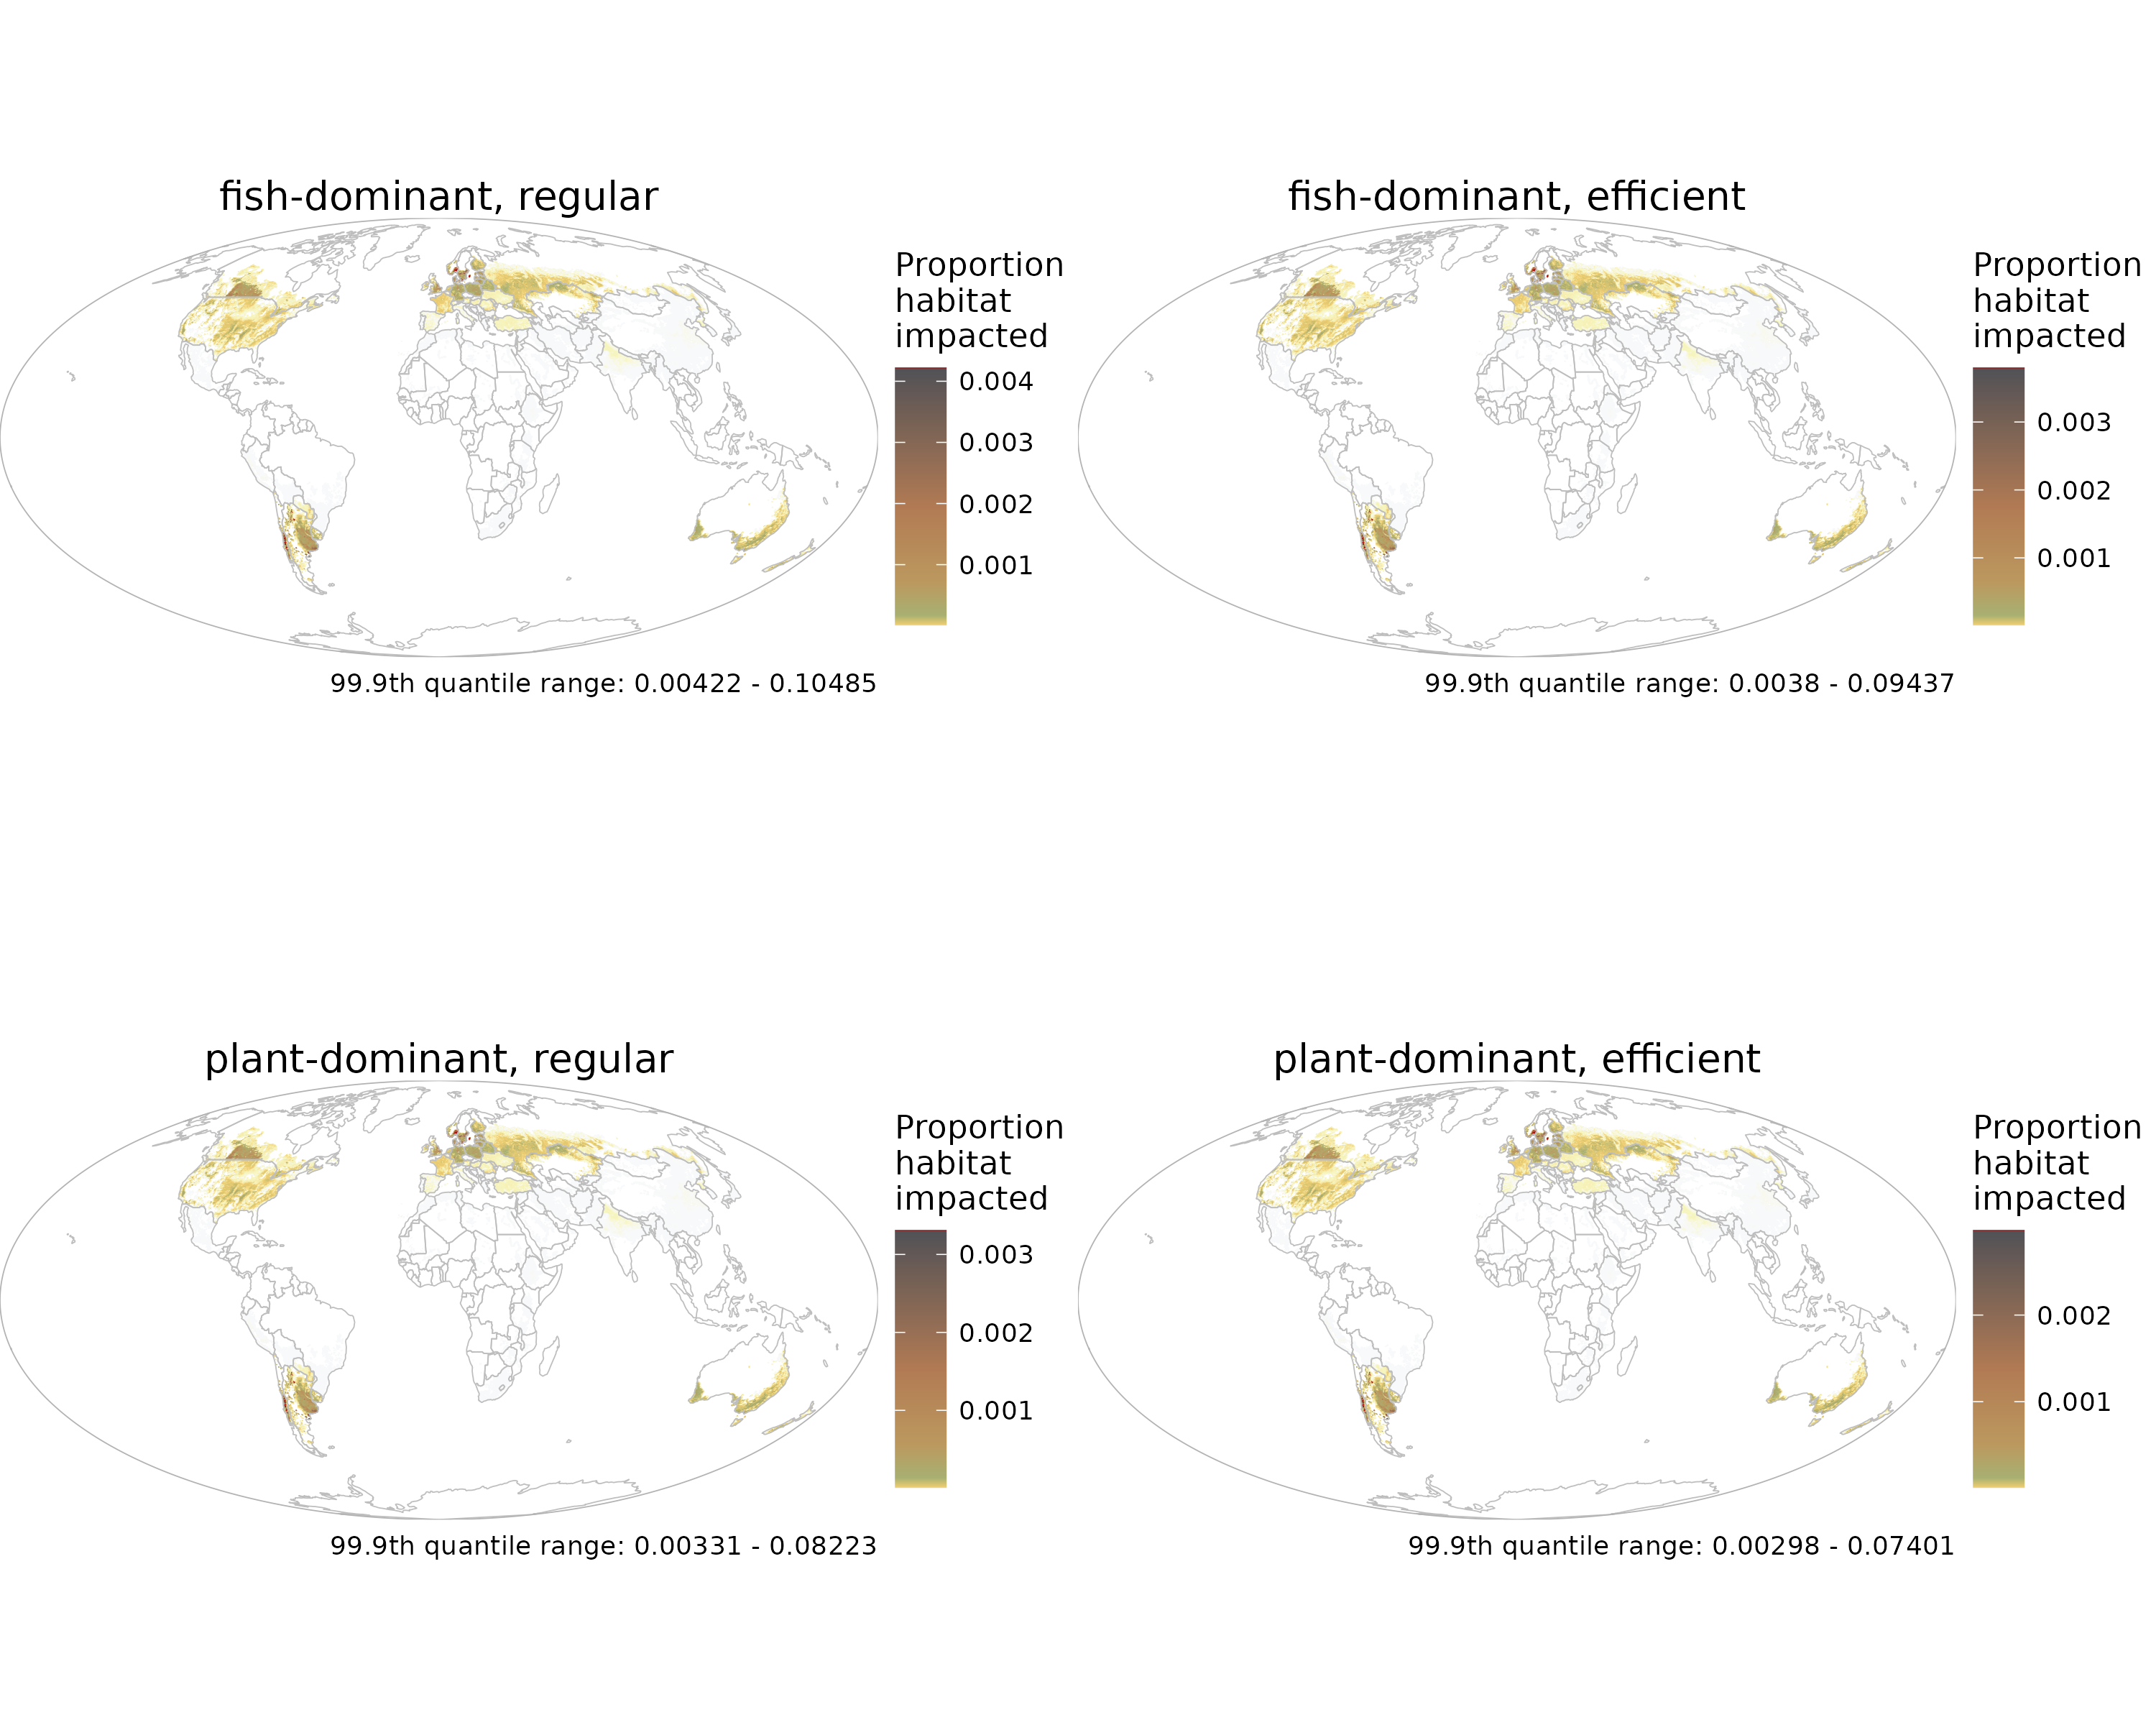 fish-dominant, regular
Proportion
habitat
impacted
0.004
0.003
0.002
0.001
99.9th quantile range: 0.00422 - 0.10485
fish-dominant, efficient
Proportion
habitat
impacted
0.003
0.002
0.001
99.9th quantile range: 0.0038 - 0.09437
plant-dominant, regular
Proportion
habitat
impacted
0.003
0.002
0.001
99.9th quantile range: 0.00331 - 0.08223
plant-dominant, efficient
Proportion
habitat
impacted
0.002
0.001
99.9th quantile range: 0.00298 - 0.07401